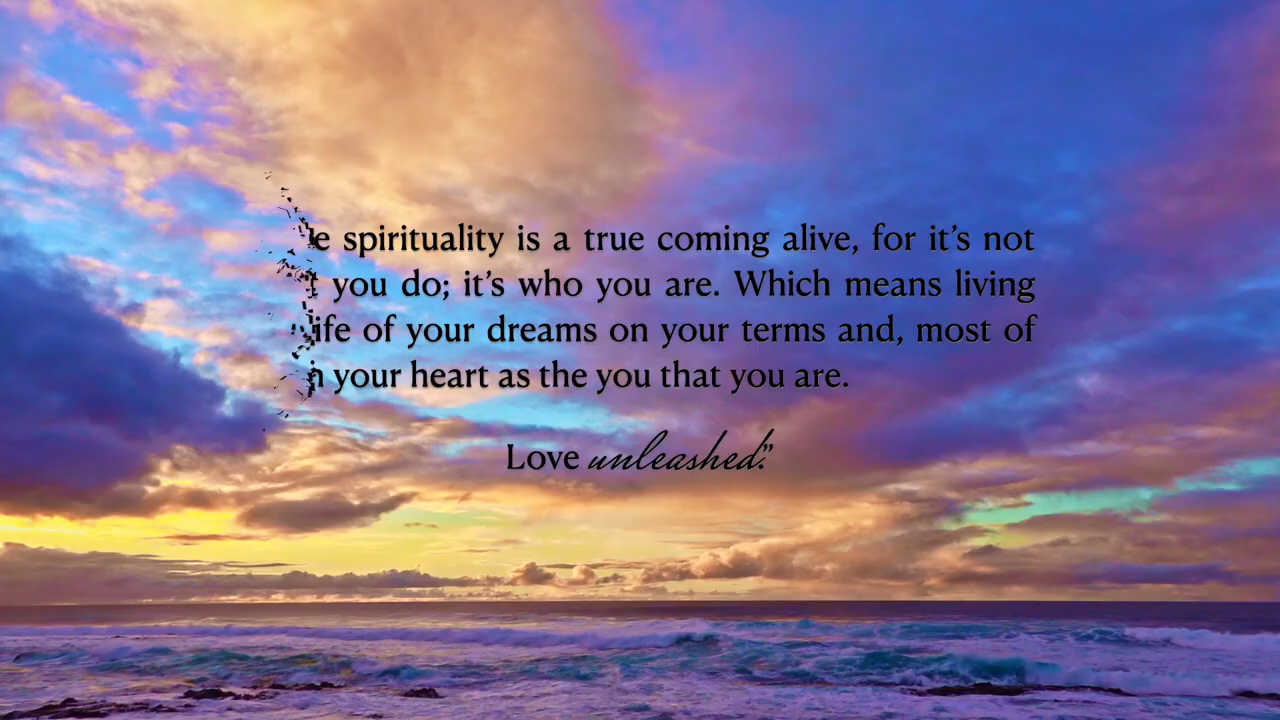 spirituality is a true coming alive, for it’s not
you do; it’s who you are. Which means living
of your dreams on your terms and, most of
your heart as the you that you are.
Love unleashed.”